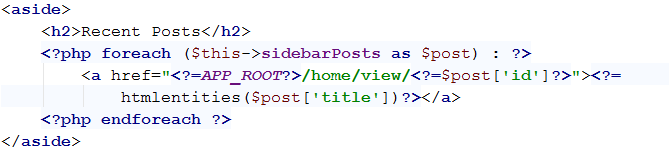 <aside>
<h2>Recent Posts</h2>
<?php foreach ($this->sidebarPosts as $post) : ?>
<a href="<?=APP_ROOT?>/home/view/<?=$post['id']?>"><?=
htmlentities($post['title'])?></a>
<?php endforeach ?>
</aside>